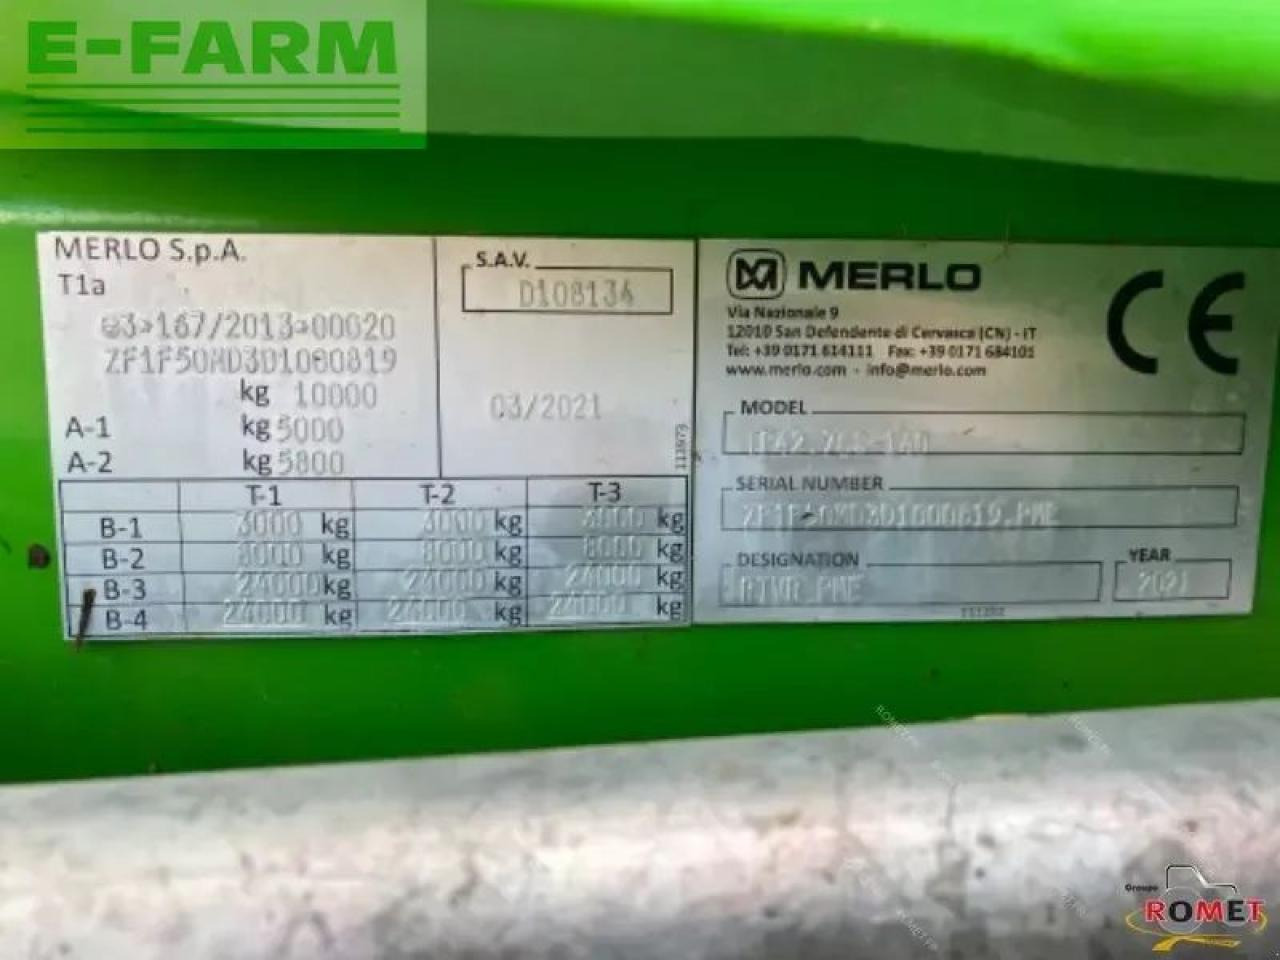 E-FARM
MERLO S.p.A.
T1a
e3*167/2013*00020
kg 10000
A-1 kg 5000
A-2 kg 5800
S.A.V.
D108134
03/2021
113973
T-1 T-2 T-3
B-1 3000 kg 3000 kg 3000 kg
B-2 8000 kg 8000 kg 8000 kg
B-3 24000 kg 24000 kg 24000 kg
B-4 24000 kg 24000 kg 24000 kg
MERLO
Via Nazionale 9
12010 San Defendente di Cervasca (CN) - IT
Tel: +39 0171 614111 Fax: +39 0171 684101
www.merlo.com - info@merlo.com
CE
MODEL
SERIAL NUMBER
DESIGNATION
YEAR
2021
Groupe
ROMET